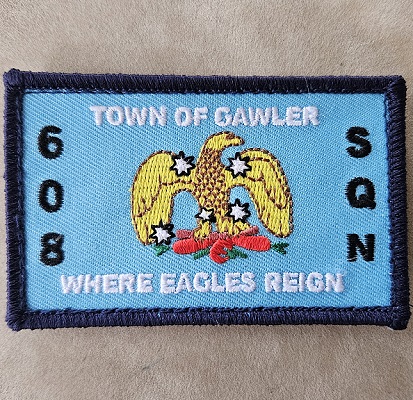 TOWN OF GAWLER
608
SQN
WHERE EAGLES REIGN